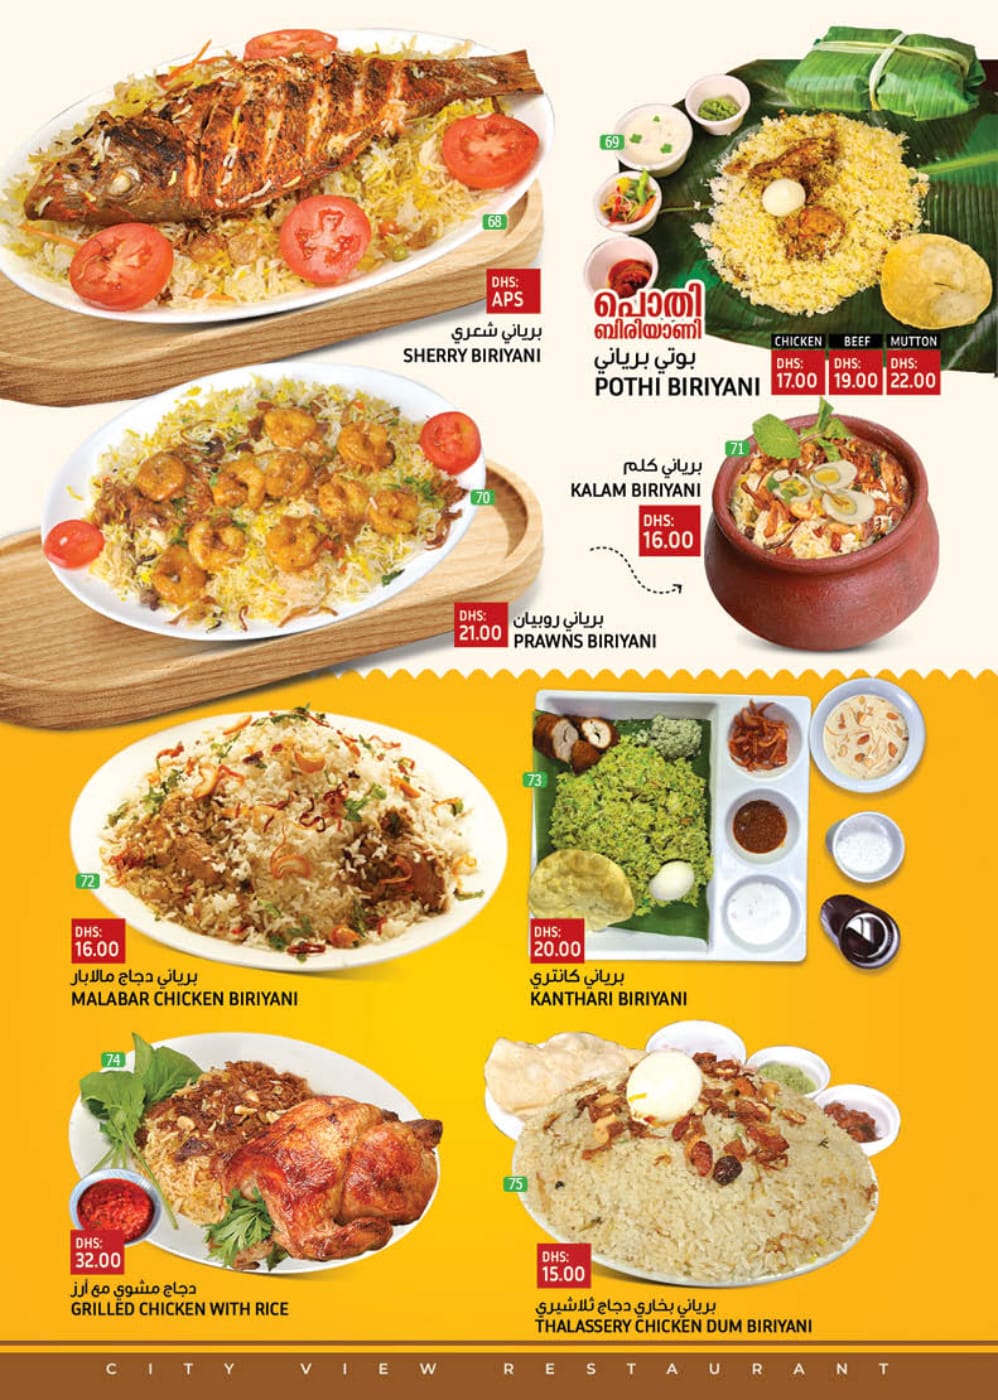 68
DHS:
APS
برياني شعري
SHERRY BIRIYANI
69
പൊതി
ബിരിയാണി
بوتي برياني
POTHI BIRIYANI
CHICKEN BEEF MUTTON
DHS: DHS: DHS:
17.00 19.00 22.00
70
DHS:
21.00
برياني روبيان
PRAWNS BIRIYANI
71
برياني كلم
KALAM BIRIYANI
DHS:
16.00
72
DHS:
16.00
برياني دجاج مالابار
MALABAR CHICKEN BIRIYANI
73
DHS:
20.00
برياني كانتري
KANTHARI BIRIYANI
74
DHS:
32.00
دجاج مشوي مع أرز
GRILLED CHICKEN WITH RICE
75
DHS:
15.00
برياني بخاري دجاج ثلاشيري
THALASSERY CHICKEN DUM BIRIYANI
CITY VIEW RESTAURANT